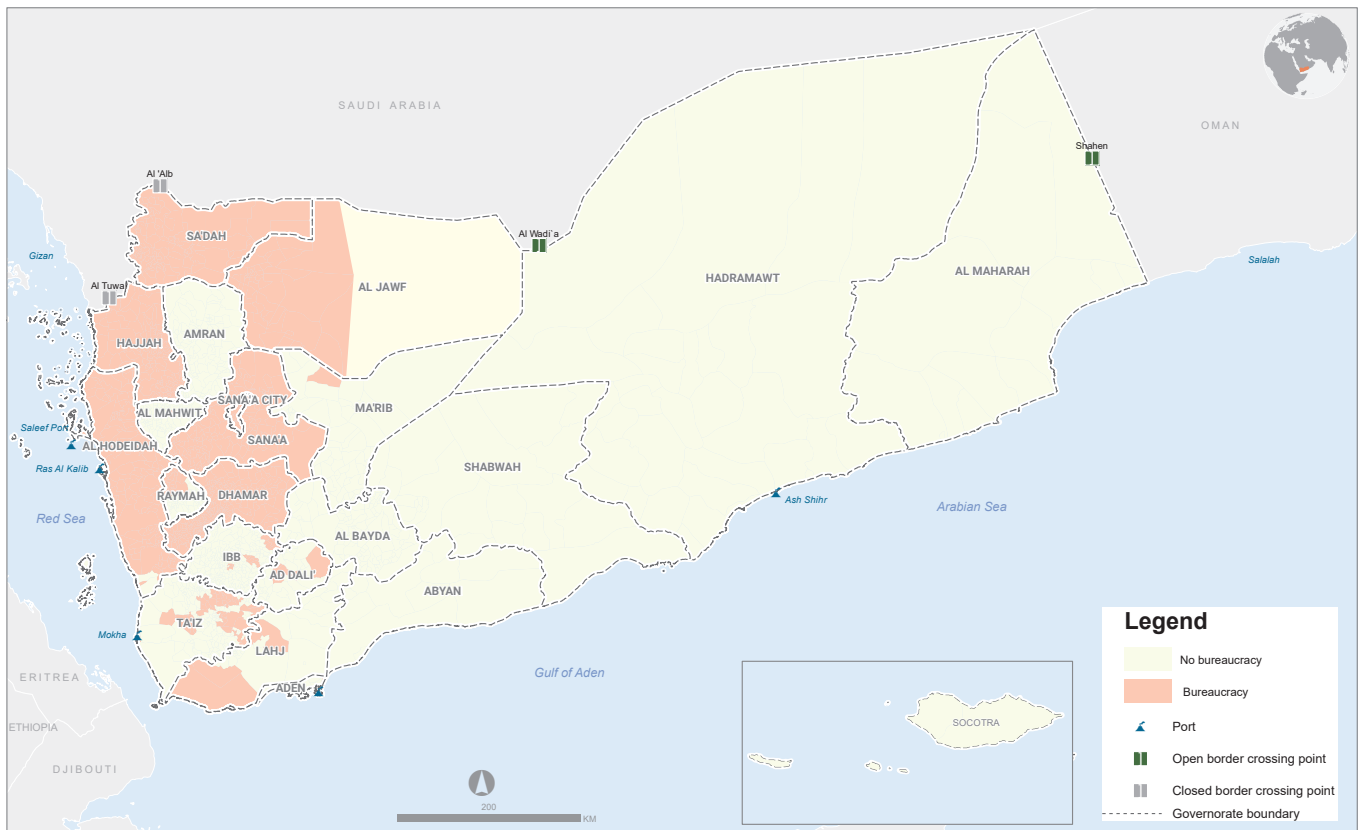 SAUDI ARABIA
OMAN
Shahen
Al 'Alb
SA'DAH
Al Wadi`a
Gizan
Salalah
AL MAHARAH
HADRAMAWT
Al Tuwal
AL JAWF
AMRAN
HAJJAH
SANA'A CITY
MA'RIB
AL MAHWIT
Saleef Port
AL HODEIDAH
SANA'A
Ras Al Kalib
SHABWAH
RAYMAH
DHAMAR
Ash Shihr
Arabian Sea
Red Sea
AL BAYDA
IBB
AD DALI'
ABYAN
TA'IZ
Mokha
LAHJ
Gulf of Aden
ERITREA
ADEN
ETHIOPIA
DJIBOUTI
SOCOTRA
200
KM
Legend
No bureaucracy
Bureaucracy
Port
Open border crossing point
Closed border crossing point
Governorate boundary